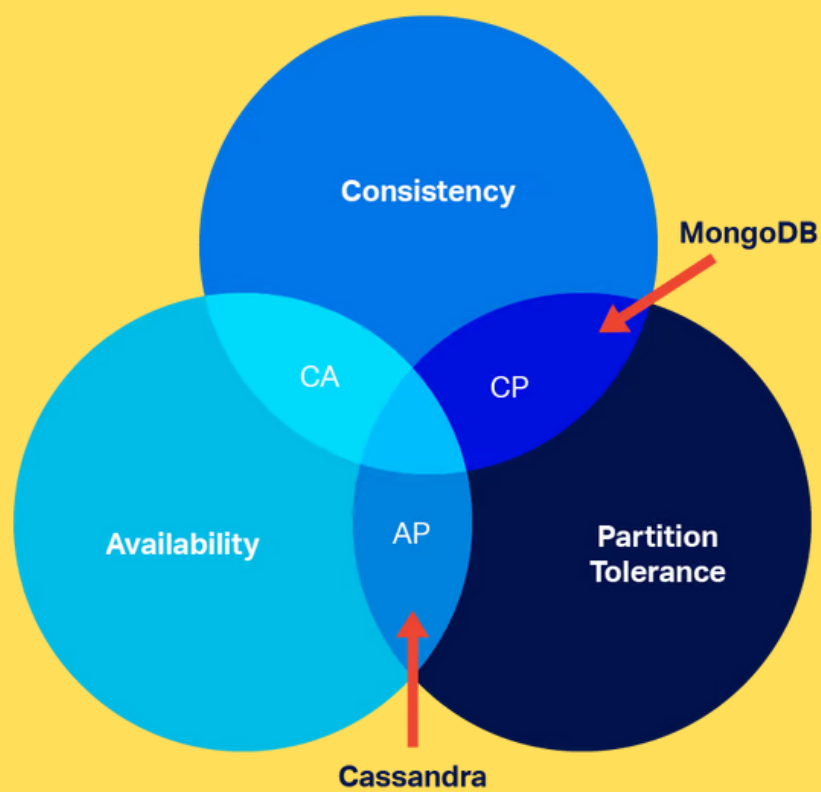 Consistency
MongoDB
CA
CP
AP
Availability
Partition
Tolerance
Cassandra